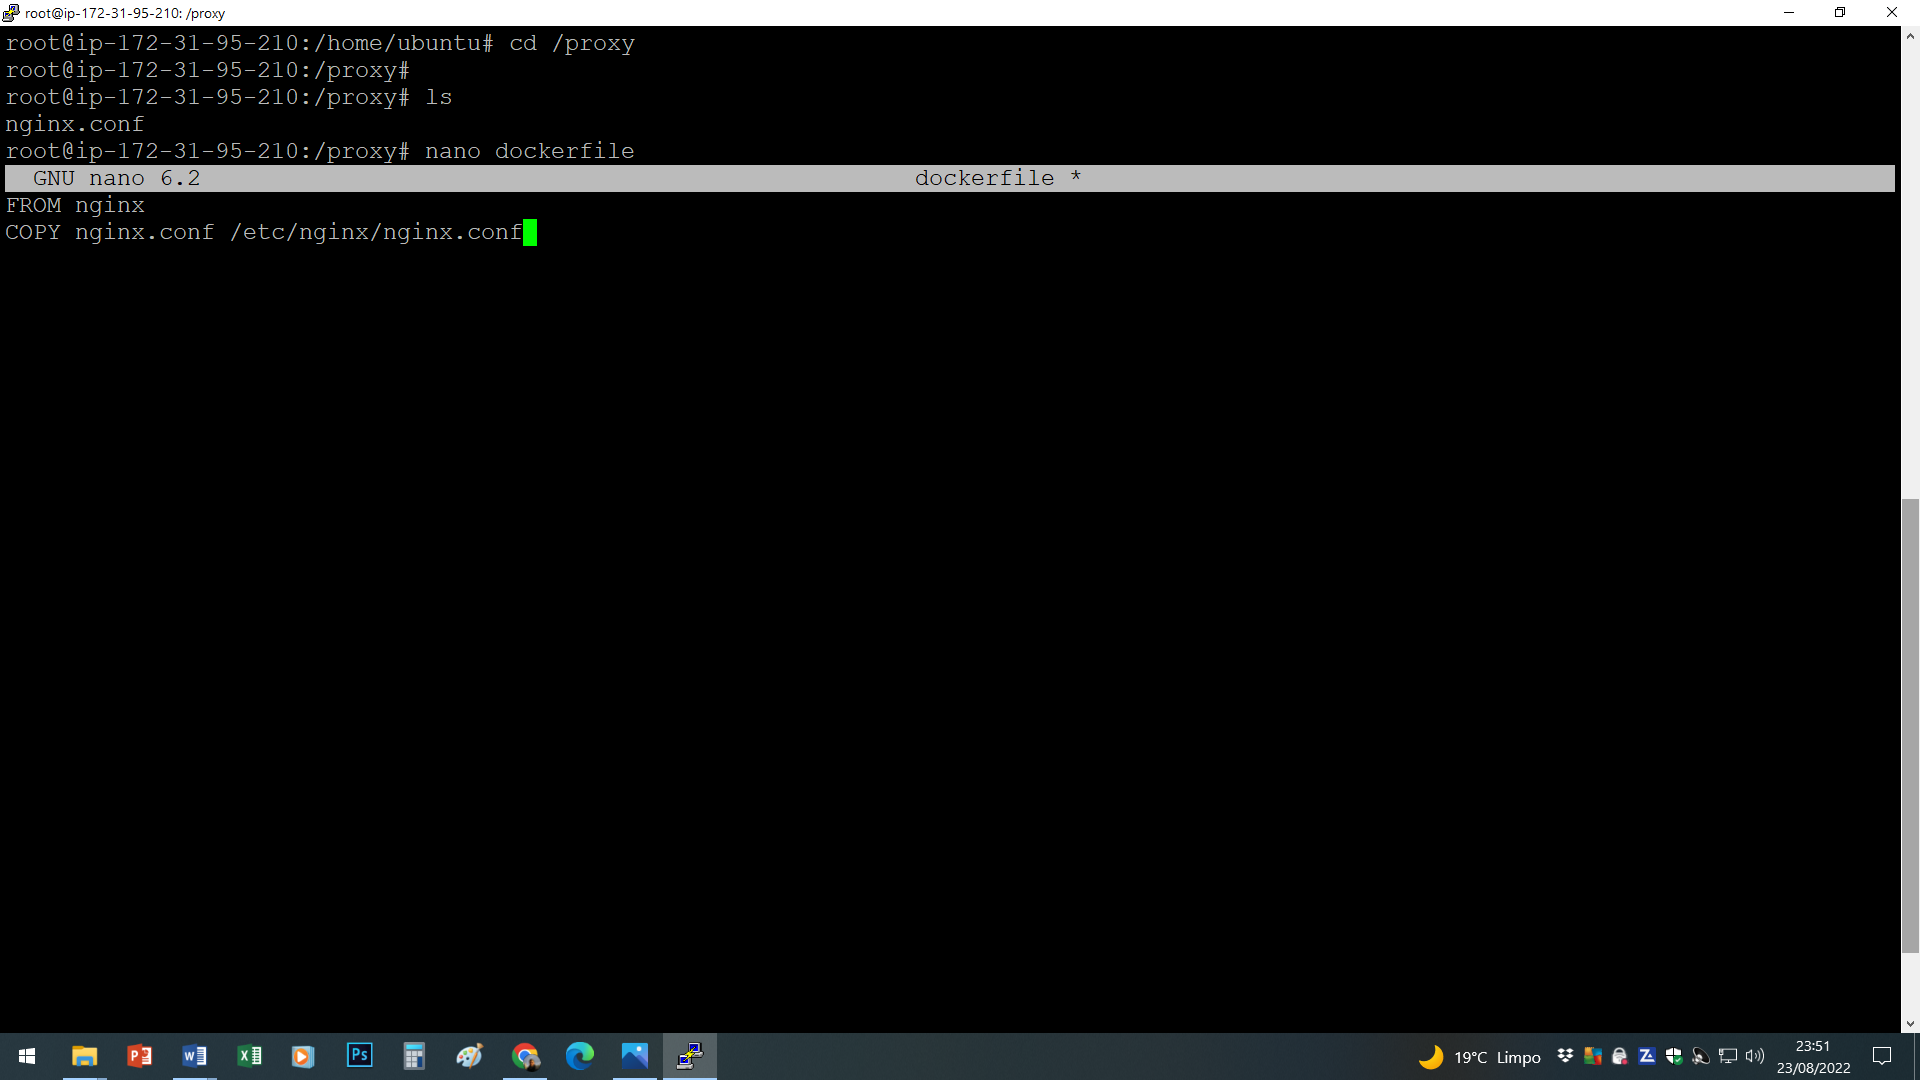 root@ip-172-31-95-210: /proxy
root@ip-172-31-95-210:/home/ubuntu# cd /proxy
root@ip-172-31-95-210:/proxy#
root@ip-172-31-95-210:/proxy# ls
nginx.conf
root@ip-172-31-95-210:/proxy# nano dockerfile
GNU nano 6.2 dockerfile *
FROM nginx
COPY nginx.conf /etc/nginx/nginx.conf
19°C Limpo
23:51
23/08/2022